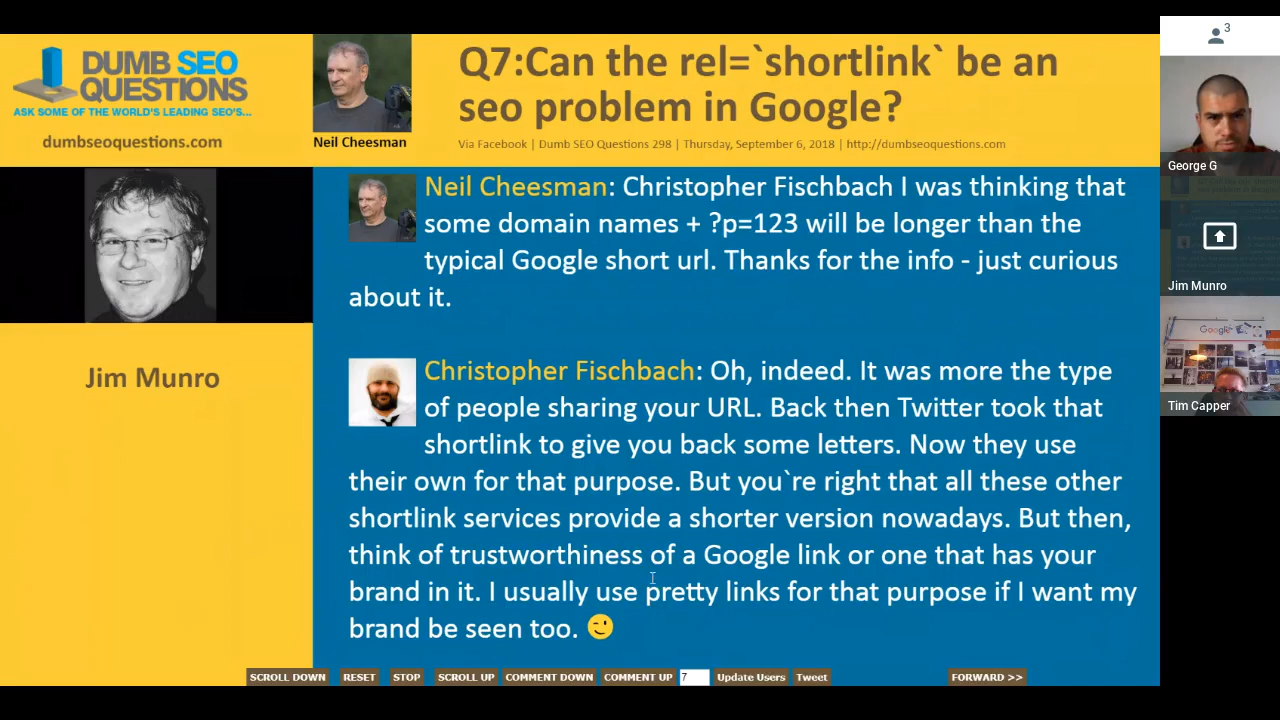 DUMB SEO
QUESTIONS
ASK SOME OF THE WORLD'S LEADING SEO'S...
dumbseoquestions.com
Neil Cheesman
Q7:Can the rel=`shortlink` be an
seo problem in Google?
Via Facebook | Dumb SEO Questions 298 | Thursday, September 6, 2018 | http://dumbseoquestions.com
3
George G
Jim Munro
Google
Tim Capper
Jim Munro
Neil Cheesman: Christopher Fischbach I was thinking that
some domain names + ?p=123 will be longer than the
typical Google short url. Thanks for the info - just curious
about it.
Christopher Fischbach: Oh, indeed. It was more the type
of people sharing your URL. Back then Twitter took that
shortlink to give you back some letters. Now they use
their own for that purpose. But you`re right that all these other
shortlink services provide a shorter version nowadays. But then,
think of trustworthiness of a Google link or one that has your
brand in it. I usually use pretty links for that purpose if I want my
brand be seen too. 😉
SCROLL DOWN RESET STOP SCROLL UP COMMENT DOWN COMMENT UP 7 Update Users Tweet FORWARD >>